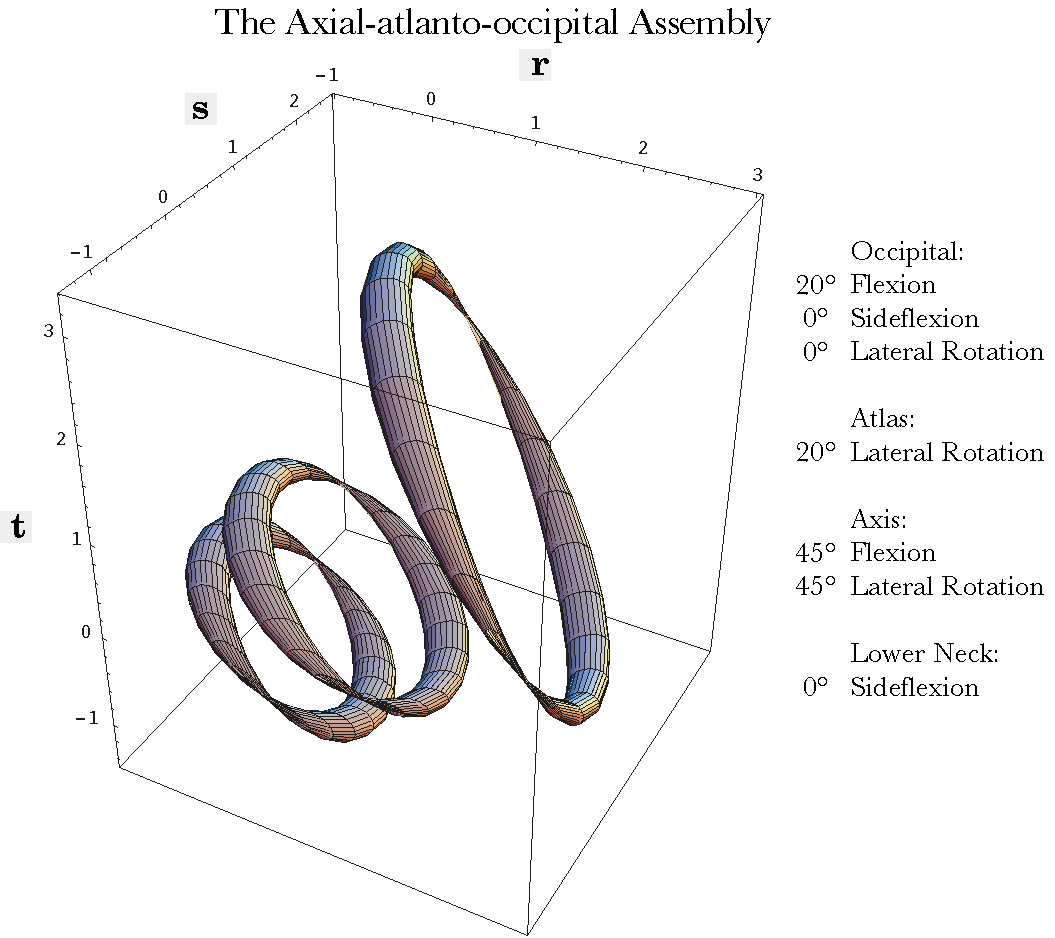 The Axial-atlanto-occipital Assembly
r
s
-1
0
1
2
3
2
1
0
-1
3
2
1
0
-1
t
Occipital:
20° Flexion
0° Sideflexion
0° Lateral Rotation
Atlas:
20° Lateral Rotation
Axis:
45° Flexion
45° Lateral Rotation
Lower Neck:
0° Sideflexion